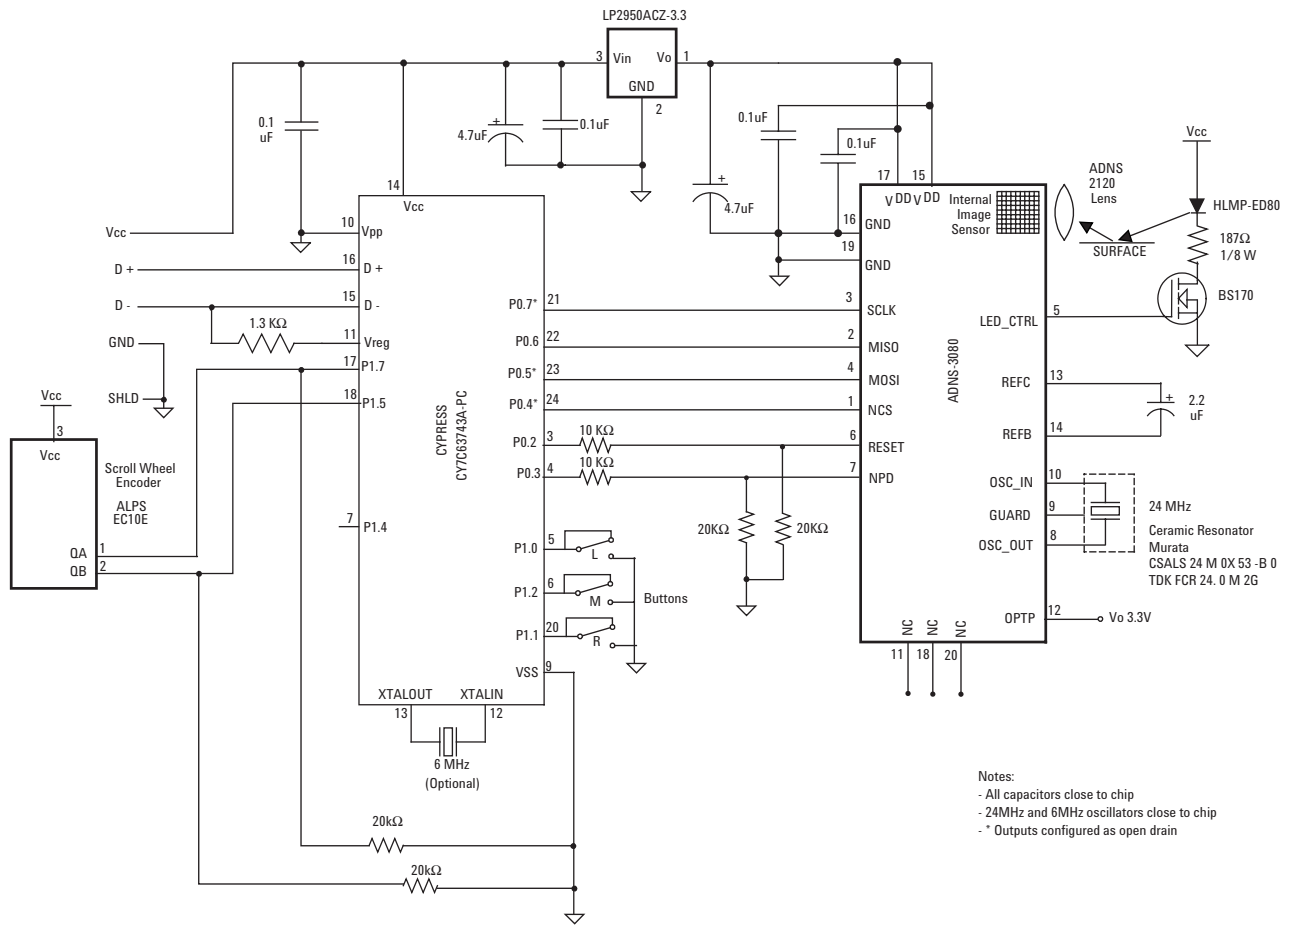 LP2950ACZ-3.3
3
Vin
Vo
1
GND
2
0.1
uF
4.7uF
+
0.1uF
0.1uF
0.1uF
+
4.7uF
14
Vcc
17
15
VDD
VDD
Internal
Image
Sensor
ADNS
2120
Lens
SURFACE
Vcc
HLMP-ED80
187Ω
1/8 W
BS170
Vcc
10
Vpp
16
GND
19
GND
D +
16
D +
D -
15
D -
1.3 KΩ
11
Vreg
GND
SHLD
17
P1.7
18
P1.5
P0.7*
21
3
SCLK
P0.6
22
2
MISO
P0.5*
23
4
MOSI
P0.4*
24
1
NCS
P0.2
3
10 KΩ
6
RESET
P0.3
4
10 KΩ
7
NPD
20KΩ
20KΩ
CYPRESS
CY7C63743A-PC
ADNS-3080
LED_CTRL
5
REFC
13
+
2.2
uF
REFB
14
OSC_IN
10
GUARD
9
OSC_OUT
8
24 MHz
Ceramic Resonator
Murata
CSALS 24 M 0X 53 -B 0
TDK FCR 24. 0 M 2G
OPTP
12
Vo 3.3V
NC
NC
NC
11
18
20
Vcc
3
Vcc
Scroll Wheel
Encoder
ALPS
EC10E
QA
1
QB
2
7
P1.4
P1.0
5
L
P1.2
6
M
Buttons
P1.1
20
R
VSS
9
XTALOUT
XTALIN
13
12
6 MHz
(Optional)
20kΩ
20kΩ
Notes:
- All capacitors close to chip
- 24MHz and 6MHz oscillators close to chip
- * Outputs configured as open drain